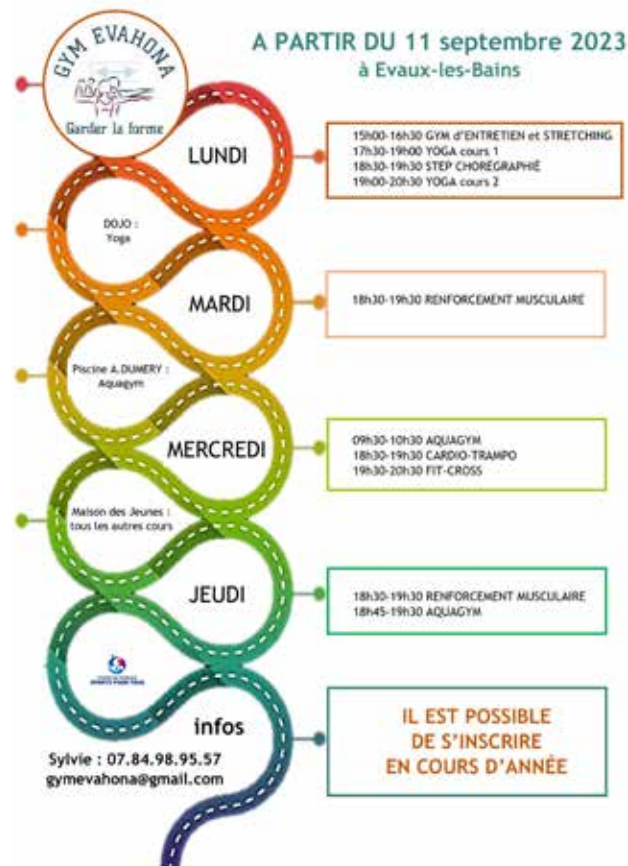 GYM EVAHONA
Garder la forme
A PARTIR DU 11 septembre 2023
à Evaux-les-Bains
LUNDI
15h00-16h30 GYM d'ENTRETIEN et STRETCHING
17h30-19h00 YOGA cours 1
18h30-19h30 STEP CHORÉGRAPHIÉ
19h00-20h30 YOGA cours 2
DOJO :
Yoga
MARDI
18h30-19h30 RENFORCEMENT MUSCULAIRE
Piscine A.DUMERY :
Aquagym
MERCREDI
09h30-10h30 AQUAGYM
18h30-19h30 CARDIO-TRAMPO
19h30-20h30 FIT-CROSS
Maison des Jeunes :
tous les autres cours
JEUDI
18h30-19h30 RENFORCEMENT MUSCULAIRE
18h45-19h30 AQUAGYM
SPORTS POUR TOUS
infos
Sylvie : 07.84.98.95.57
gymevahona@gmail.com
IL EST POSSIBLE
DE S'INSCRIRE
EN COURS D'ANNÉE